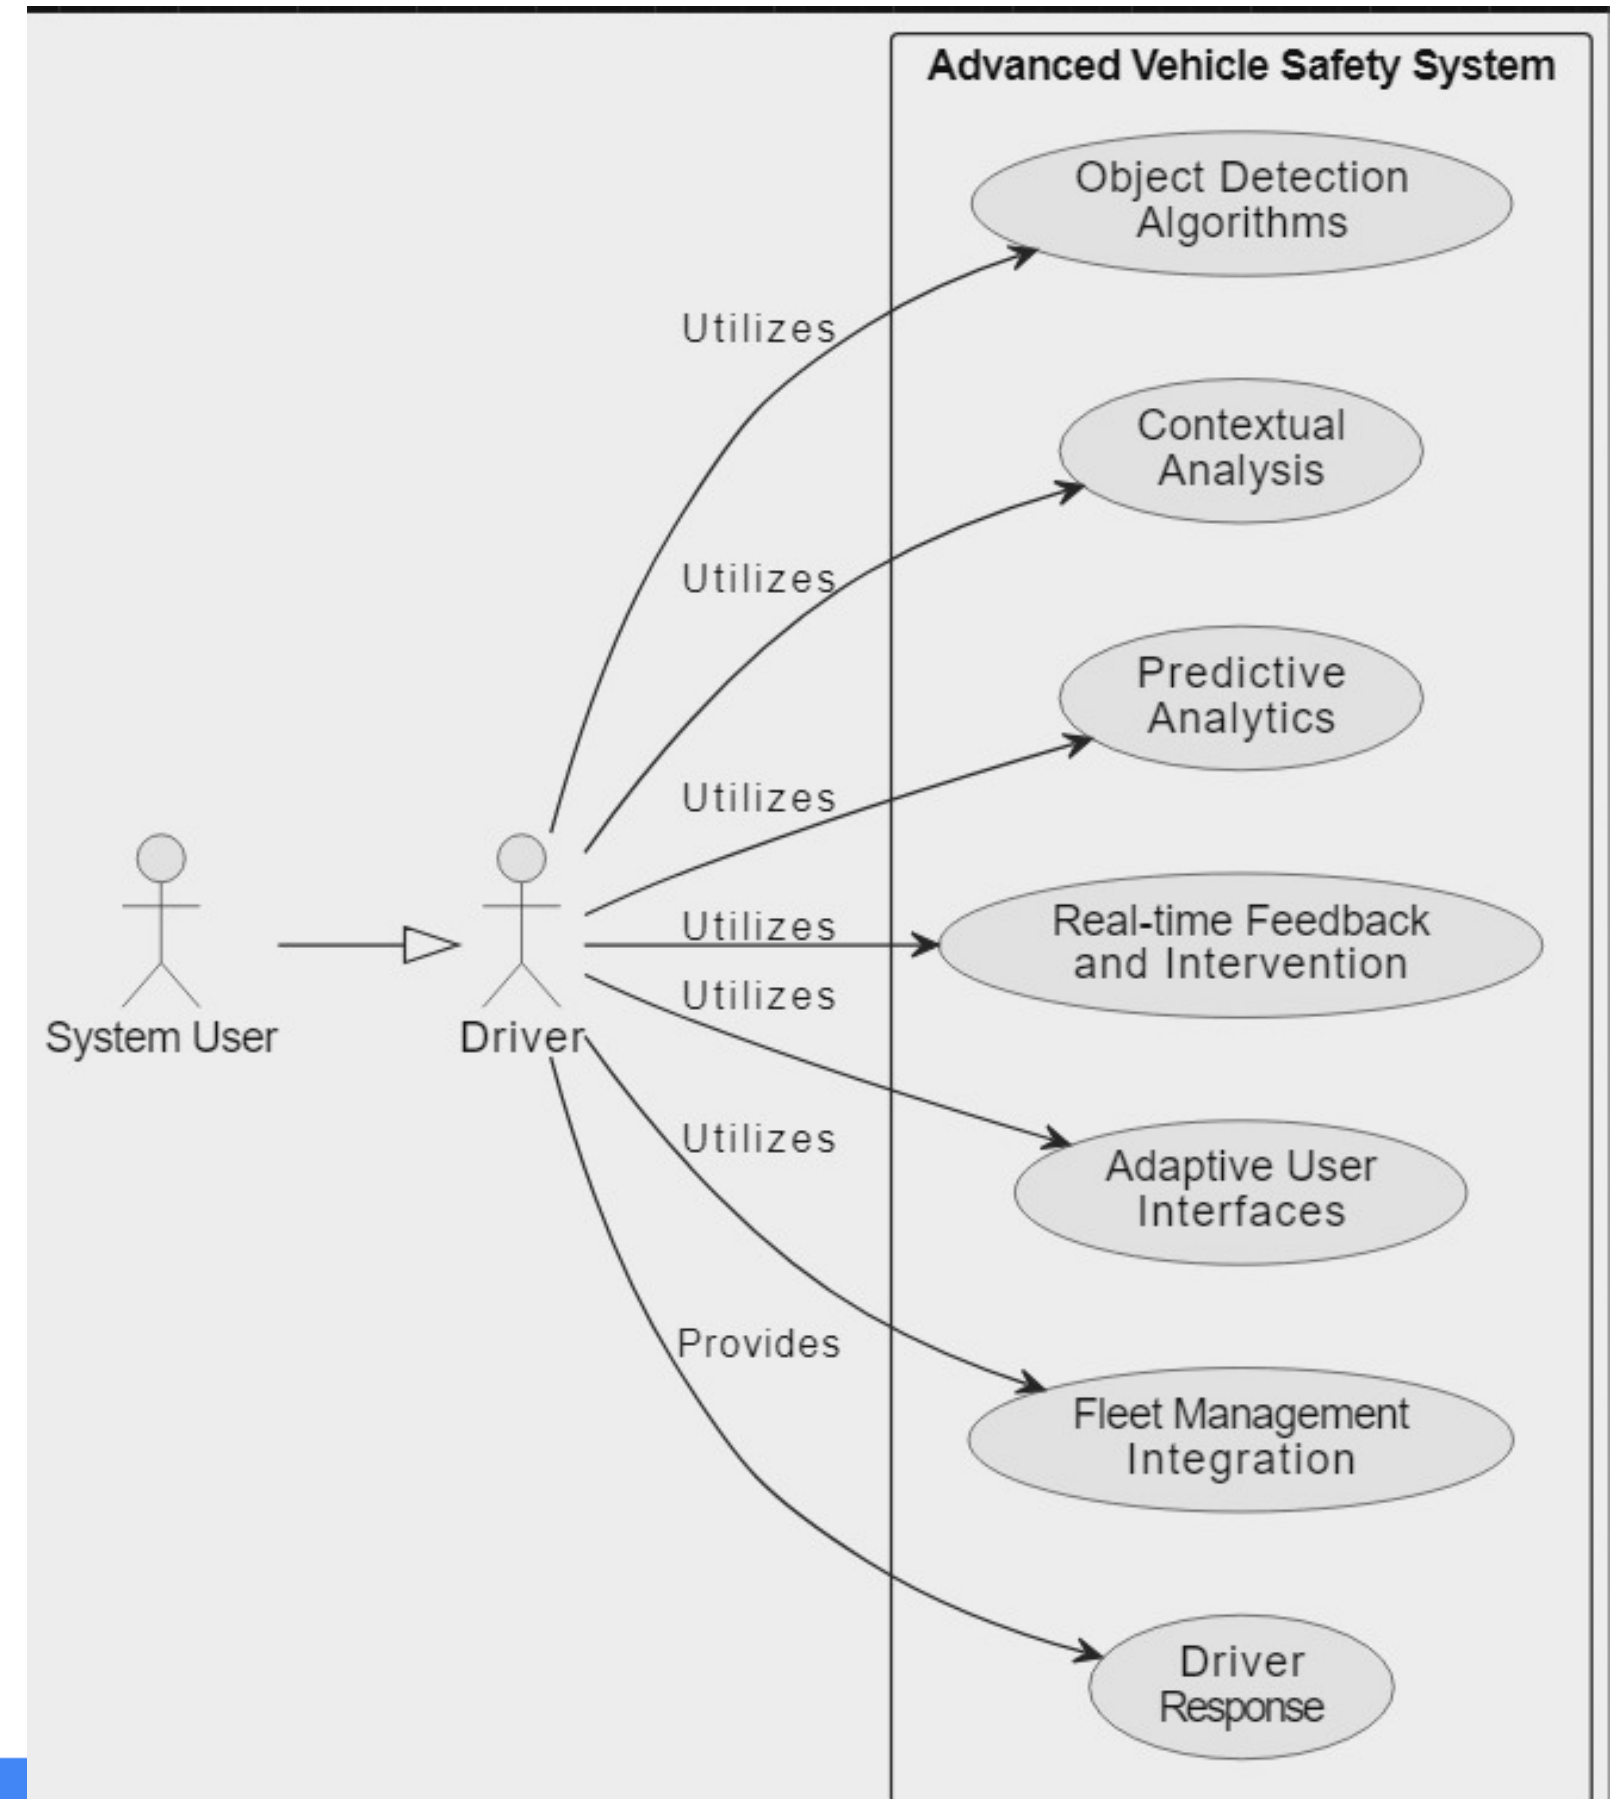 Advanced Vehicle Safety System
Object Detection
Algorithms
Utilizes
Contextual
Analysis
Utilizes
Predictive
Analytics
Utilizes
Real-time Feedback
and Intervention
Utilizes
Utilizes
System User
Driver
Adaptive User
Interfaces
Utilizes
Fleet Management
Integration
Provides
Driver
Response